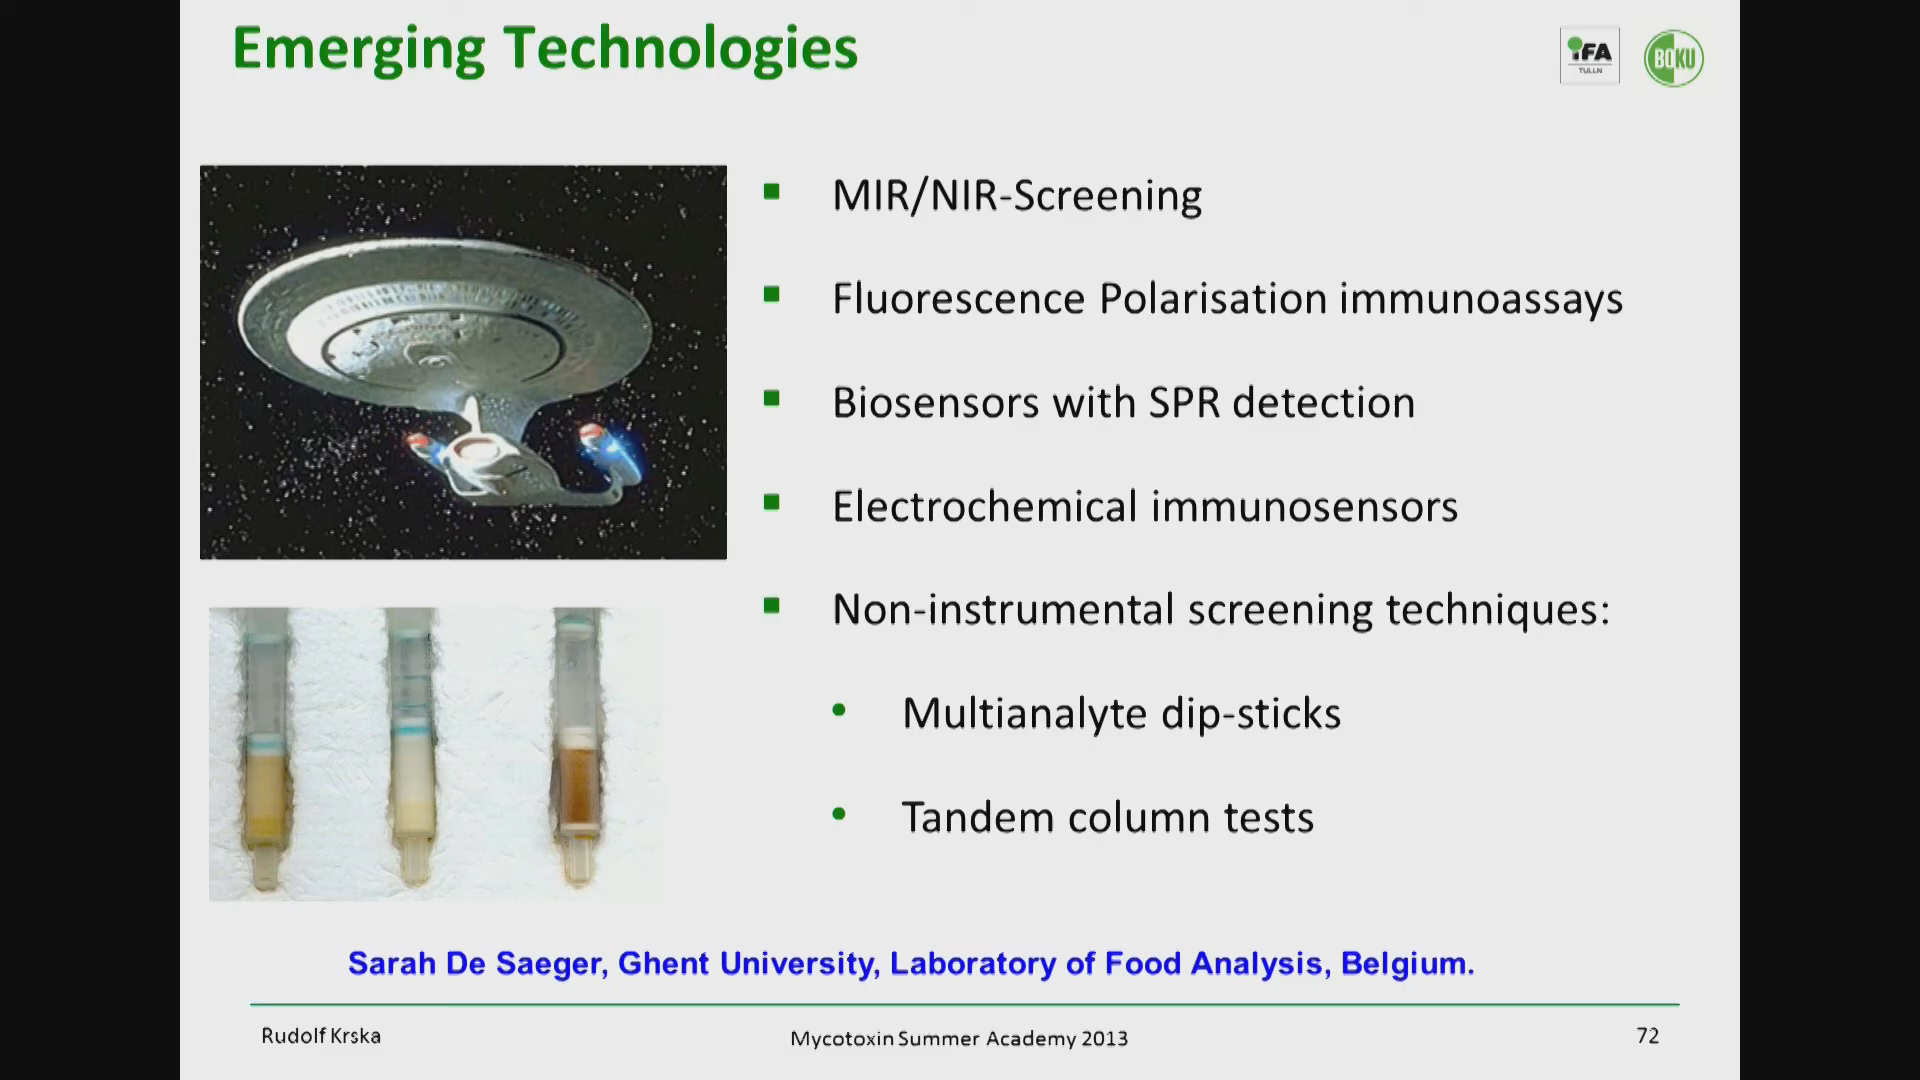 Emerging Technologies
iFA
TULLN
BOKU
MIR/NIR-Screening
Fluorescence Polarisation immunoassays
Biosensors with SPR detection
Electrochemical immunosensors
Non-instrumental screening techniques:
Multianalyte dip-sticks
Tandem column tests
Sarah De Saeger, Ghent University, Laboratory of Food Analysis, Belgium.
Rudolf Krska
Mycotoxin Summer Academy 2013
72